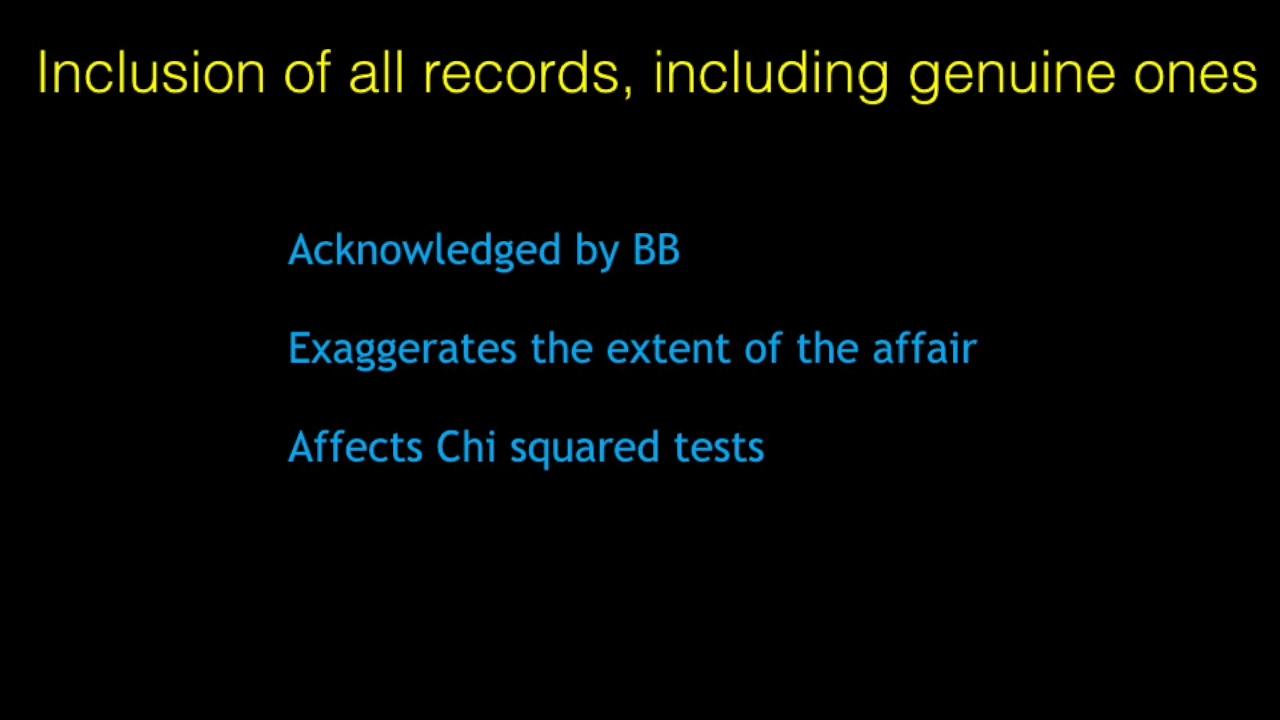 Inclusion of all records, including genuine ones
Acknowledged by BB
Exaggerates the extent of the affair
Affects Chi squared tests